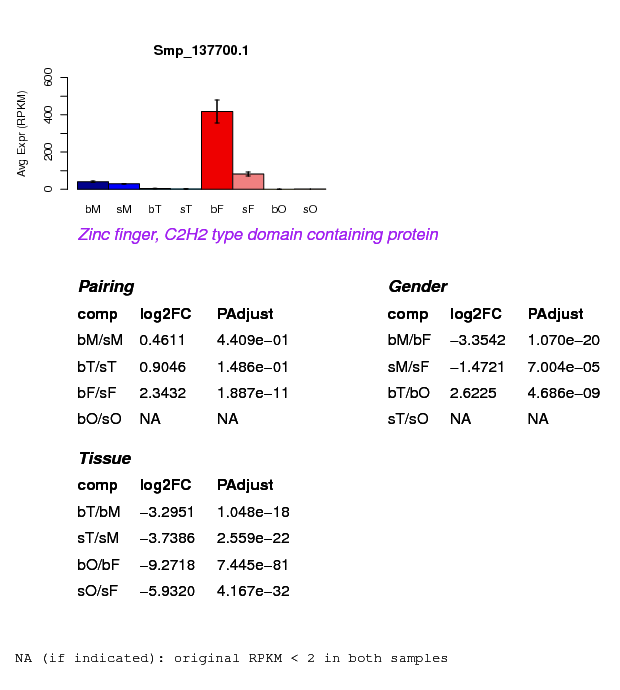 Smp_137700.1
Avg Expr (RPKM)
600
400
200
0
bM sM bT sT bF sF bO sO
Zinc finger, C2H2 type domain containing protein
Pairing
comp log2FC PAdjust
bM/sM 0.4611 4.409e−01
bT/sT 0.9046 1.486e−01
bF/sF 2.3432 1.887e−11
bO/sO NA NA
Gender
comp log2FC PAdjust
bM/bF −3.3542 1.070e−20
sM/sF −1.4721 7.004e−05
bT/bO 2.6225 4.686e−09
sT/sO NA NA
Tissue
comp log2FC PAdjust
bT/bM −3.2951 1.048e−18
sT/sM −3.7386 2.559e−22
bO/bF −9.2718 7.445e−81
sO/sF −5.9320 4.167e−32
NA (if indicated): original RPKM < 2 in both samples